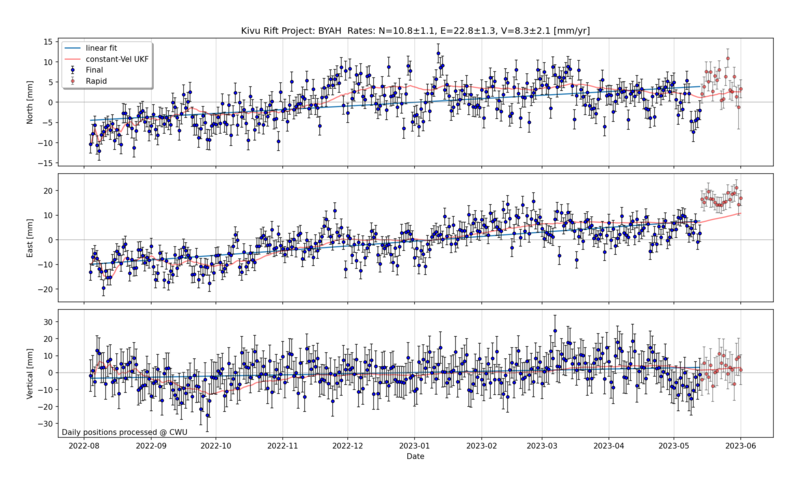 Kivu Rift Project: BYAH Rates: N=10.8±1.1, E=22.8±1.3, V=8.3±2.1 [mm/yr]
linear fit
constant-Vel UKF
Final
Rapid
North [mm]
15
10
5
0
−5
−10
−15
East [mm]
20
10
0
−10
−20
Vertical [mm]
30
20
10
0
−10
−20
−30
Daily positions processed @ CWU
2022-08 2022-09 2022-10 2022-11 2022-12 2023-01 2023-02 2023-03 2023-04 2023-05 2023-06
Date